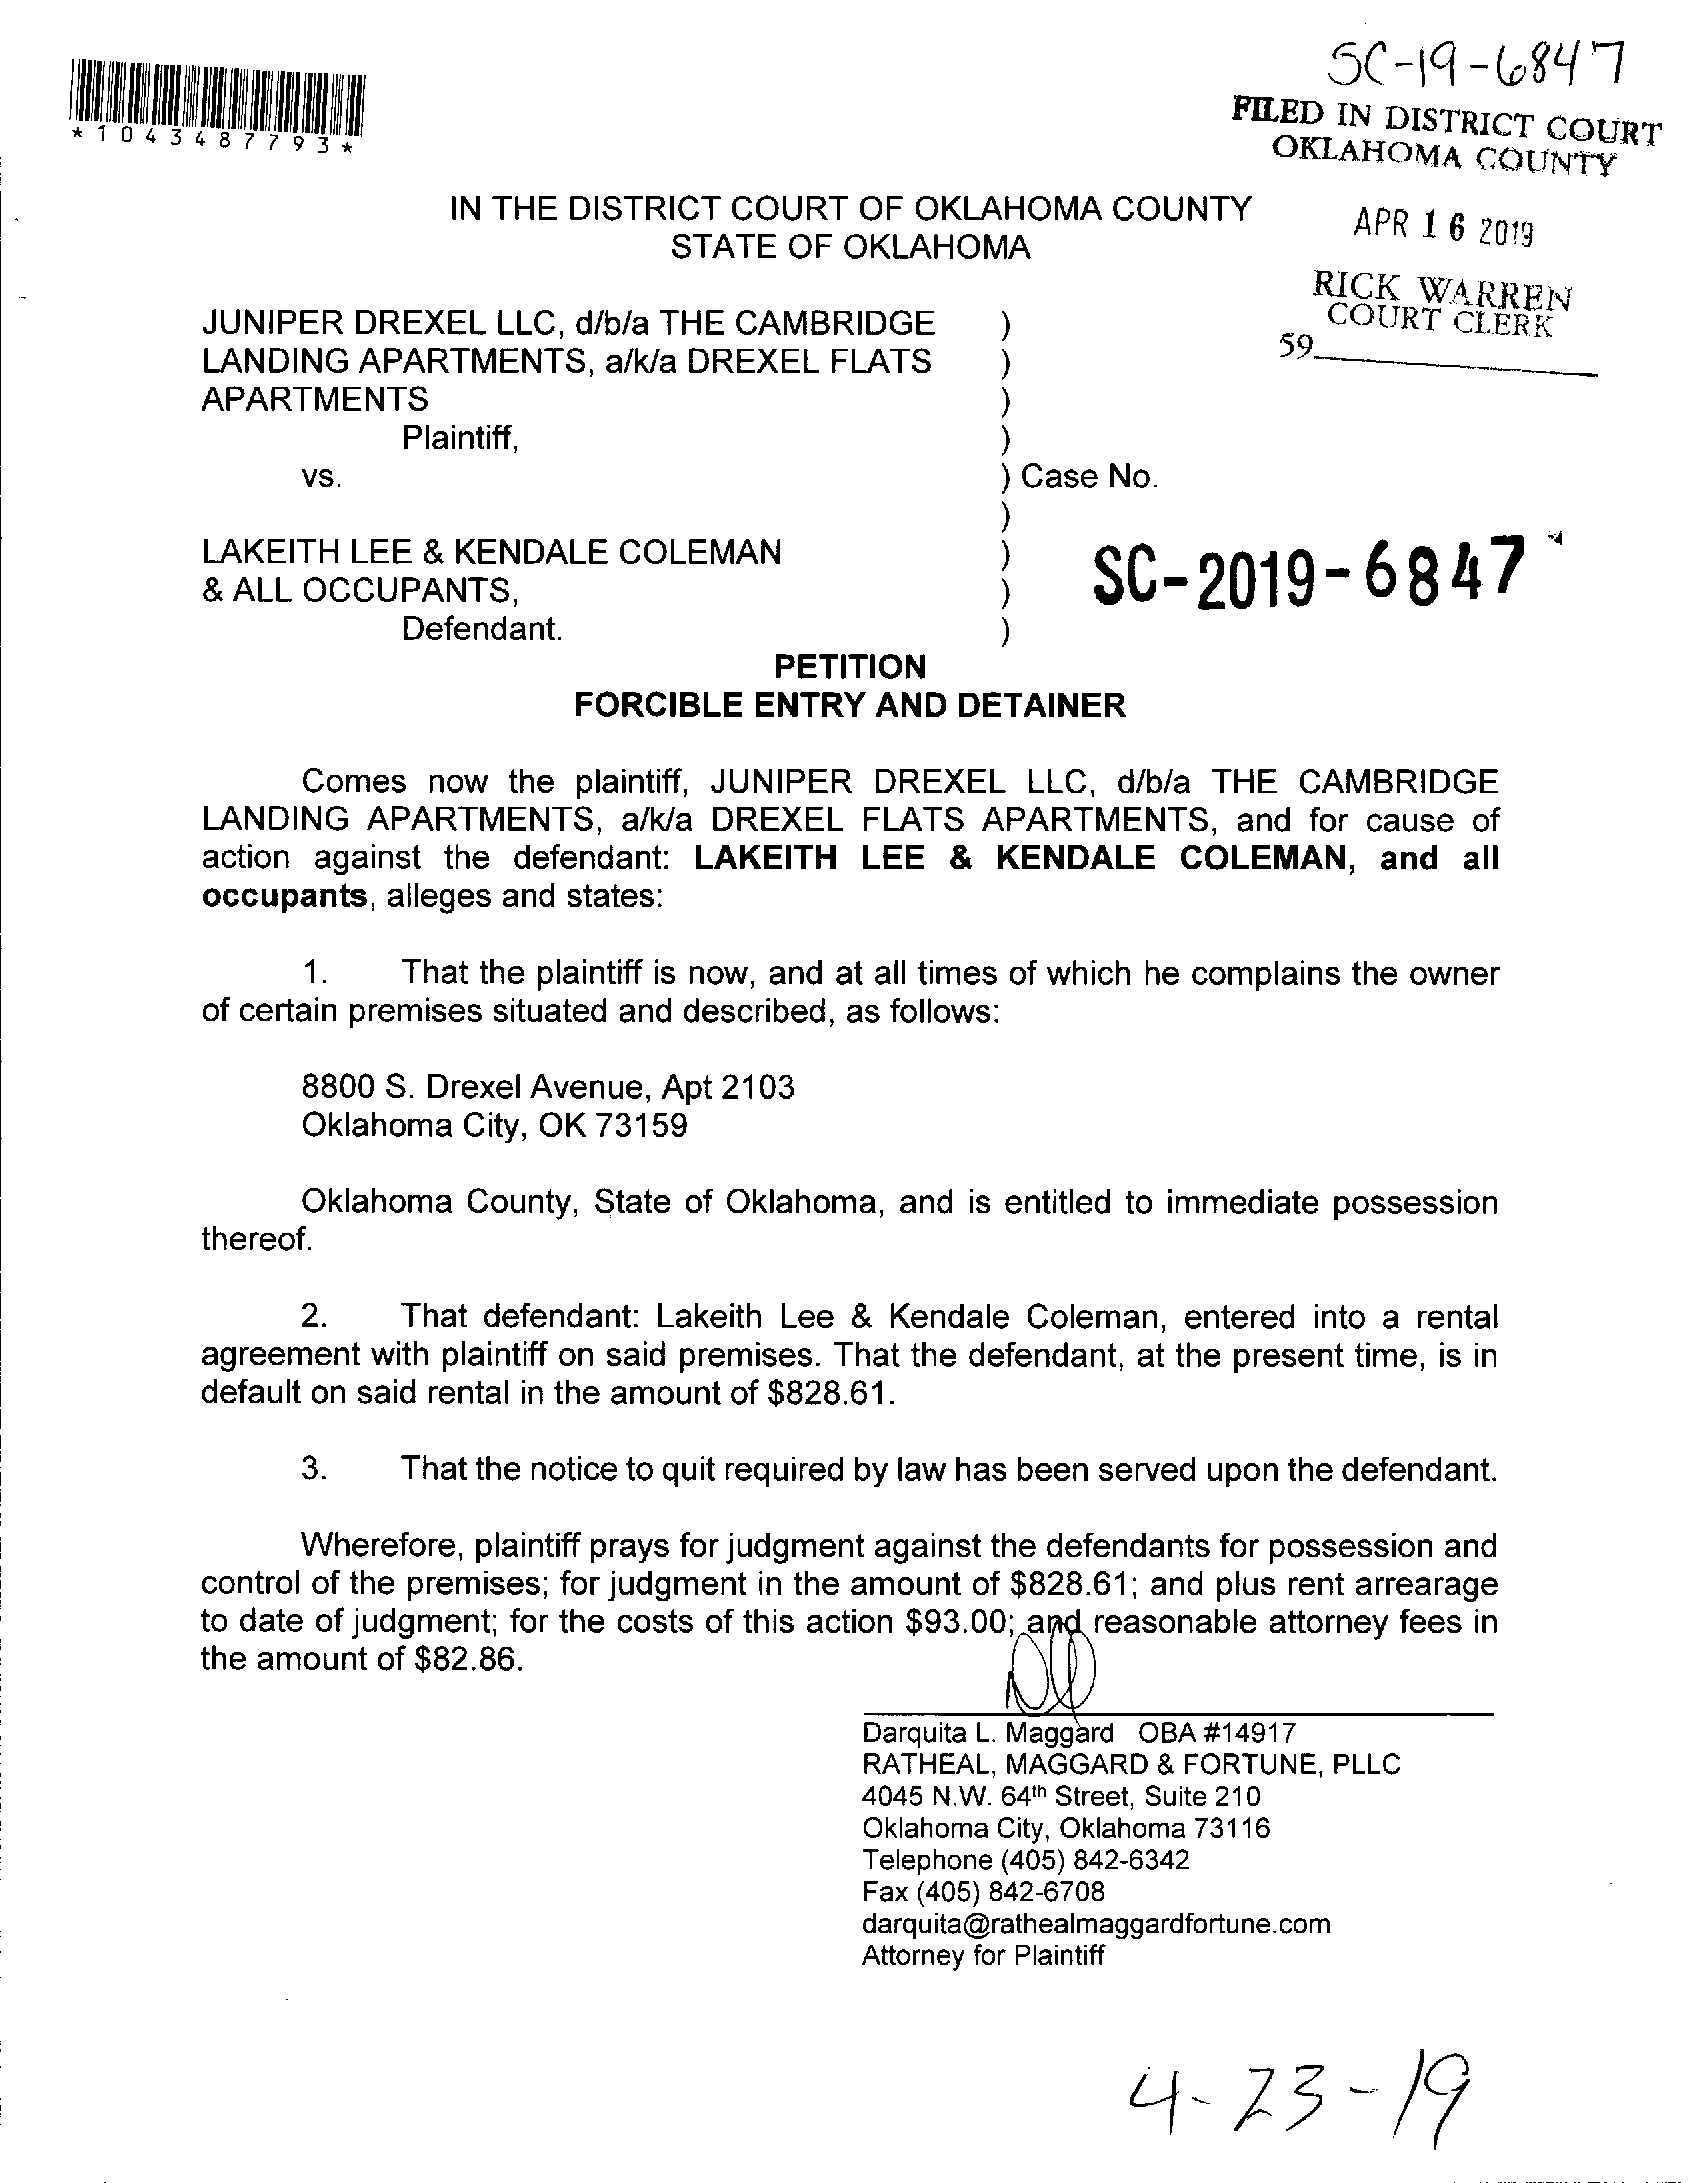 SC-19-6847
*1043487793*
FILED IN DISTRICT COURT
OKLAHOMA COUNTY
IN THE DISTRICT COURT OF OKLAHOMA COUNTY
STATE OF OKLAHOMA
APR 16 2019
RICK WARREN
COURT CLERK
59
JUNIPER DREXEL LLC, d/b/a THE CAMBRIDGE )
LANDING APARTMENTS, a/k/a DREXEL FLATS )
APARTMENTS )
Plaintiff, )
vs. ) Case No.
)
LAKEITH LEE & KENDALE COLEMAN )
& ALL OCCUPANTS, ) SC-2019-6847
Defendant. )
PETITION
FORCIBLE ENTRY AND DETAINER
Comes now the plaintiff, JUNIPER DREXEL LLC, d/b/a THE CAMBRIDGE
LANDING APARTMENTS, a/k/a DREXEL FLATS APARTMENTS, and for cause of
action against the defendant: LAKEITH LEE & KENDALE COLEMAN, and all
occupants, alleges and states:
1. That the plaintiff is now, and at all times of which he complains the owner
of certain premises situated and described, as follows:
8800 S. Drexel Avenue, Apt 2103
Oklahoma City, OK 73159
Oklahoma County, State of Oklahoma, and is entitled to immediate possession
thereof.
2. That defendant: Lakeith Lee & Kendale Coleman, entered into a rental
agreement with plaintiff on said premises. That the defendant, at the present time, is in
default on said rental in the amount of $828.61.
3. That the notice to quit required by law has been served upon the defendant.
Wherefore, plaintiff prays for judgment against the defendants for possession and
control of the premises; for judgment in the amount of $828.61; and plus rent arrearage
to date of judgment; for the costs of this action $93.00; and reasonable attorney fees in
the amount of $82.86.
Darquita L. Maggard OBA #14917
RATHEAL, MAGGARD & FORTUNE, PLLC
4045 N.W. 64th Street, Suite 210
Oklahoma City, Oklahoma 73116
Telephone (405) 842-6342
Fax (405) 842-6708
darquita@rathealmaggardfortune.com
Attorney for Plaintiff
4-23-19